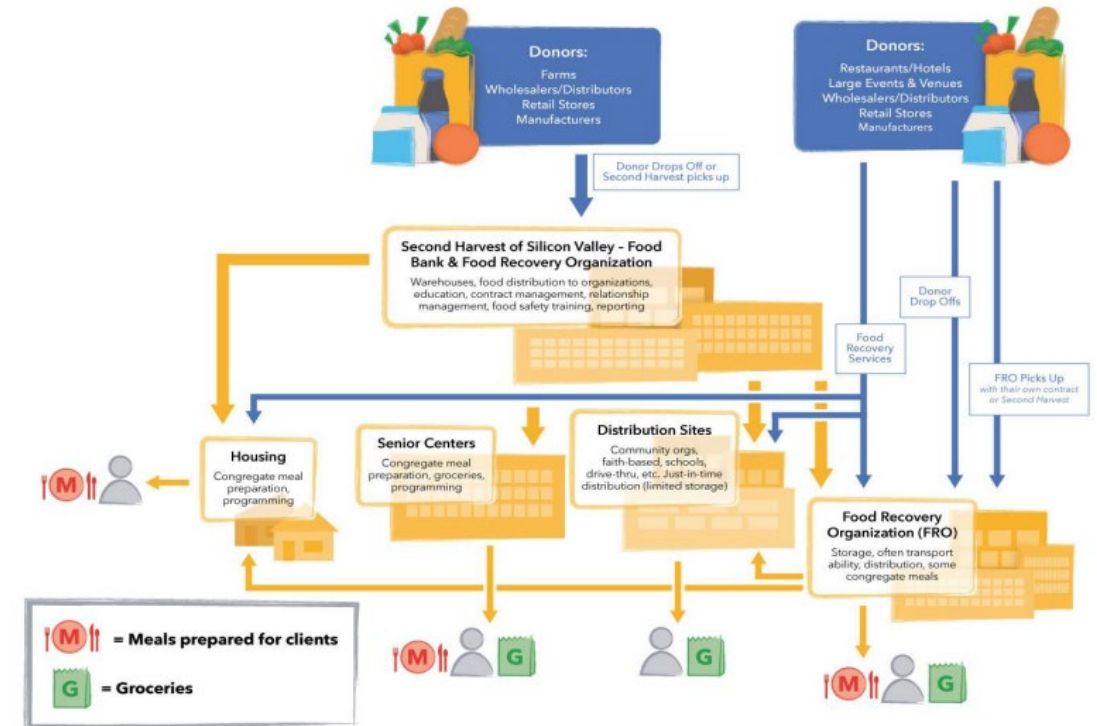 Donors:
Farms
Wholesalers/Distributors
Retail Stores
Manufacturers
Donors:
Restaurants/Hotels
Large Events & Venues
Wholesalers/Distributors
Retail Stores
Manufacturers
Donor Drops Off or
Second Harvest picks up
Second Harvest of Silicon Valley – Food
Bank & Food Recovery Organization
Warehouses, food distribution to organizations,
education, contract management, relationship
management, food safety training, reporting
Donor
Drop Offs
Food
Recovery
Services
FRO Picks Up
with their own contract
or Second Harvest
Housing
Congregate meal
preparation,
programming
Senior Centers
Congregate meal
preparation, groceries,
programming
Distribution Sites
Community orgs,
faith-based, schools,
drive-thru, etc. Just-in-time
distribution (limited storage)
Food Recovery
Organization (FRO)
Storage, often transport
ability, distribution, some
congregate meals
M
M = Meals prepared for clients
G = Groceries
M G
G
M G